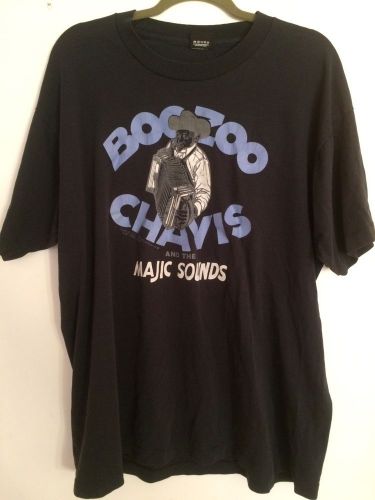 BOOZOO
CHAVIS
AND THE
MAJIC SOUNDS